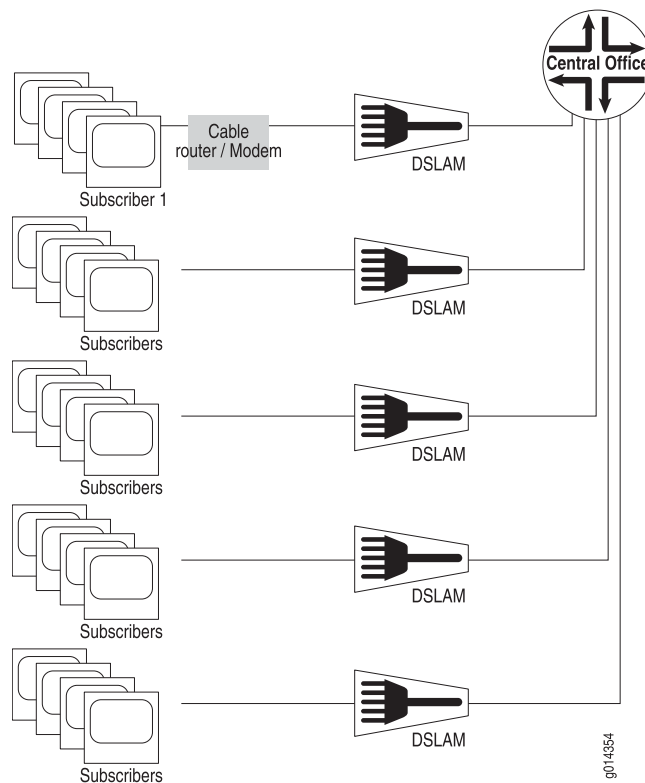 Central Office
Cable
router / Modem
DSLAM
Subscriber 1
DSLAM
Subscribers
DSLAM
Subscribers
DSLAM
Subscribers
DSLAM
Subscribers
g014354